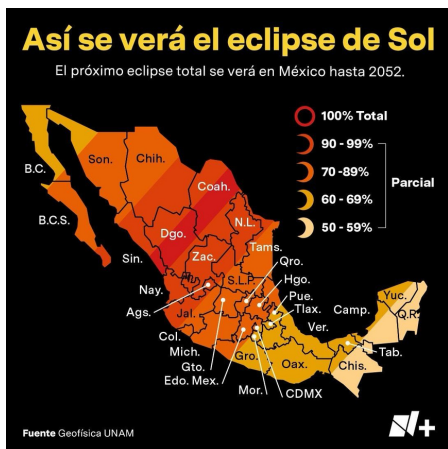 Así se verá el eclipse de Sol
El próximo eclipse total se verá en México hasta 2052.
100% Total
90 - 99%
70 -89%
60 - 69%
50 - 59%
Parcial
B.C.
Son.
Chih.
B.C.S.
Coah.
N.L.
Dgo.
Tams.
Sin.
Zac.
Qro.
S.L.P.
Hgo.
Nay.
Pue.
Ags.
Tlax.
Jal.
Ver.
Camp.
Yuc.
Q.R.
Col.
Mich.
Gto.
Gro.
Oax.
Chis.
Tab.
Edo. Mex.
Mor.
CDMX
Fuente Geofísica UNAM
N+